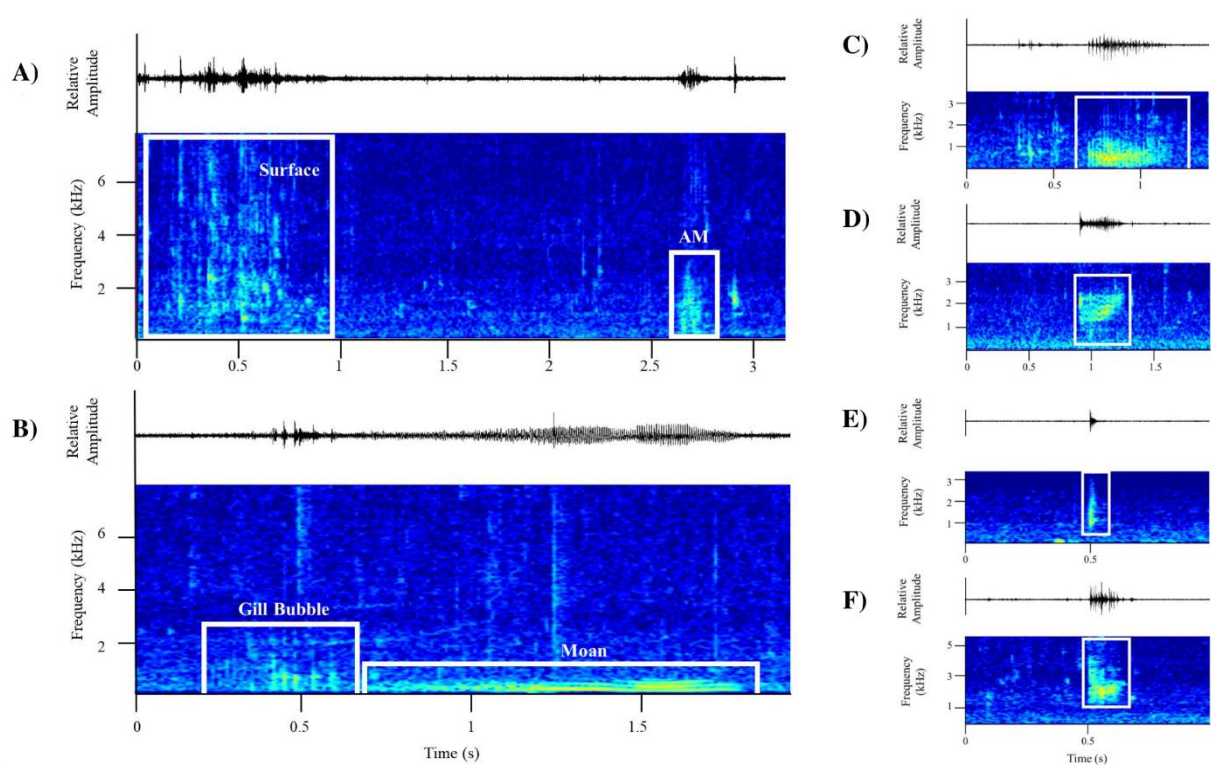 A)
Relative
Amplitude
Surface
AM
Frequency (kHz)
6
4
2
0
0.5
1
1.5
2
2.5
3
B)
Relative
Amplitude
Gill Bubble
Moan
Frequency (kHz)
6
4
2
0
0.5
1
1.5
Time (s)
C)
Relative
Amplitude
Frequency
(kHz)
3
2
1
0
0.5
1
D)
Relative
Amplitude
Frequency
(kHz)
3
2
1
0
0.5
1
1.5
E)
Relative
Amplitude
Frequency
(kHz)
3
2
1
0
0.5
F)
Relative
Amplitude
Frequency
(kHz)
5
3
1
0
0.5
Time (s)